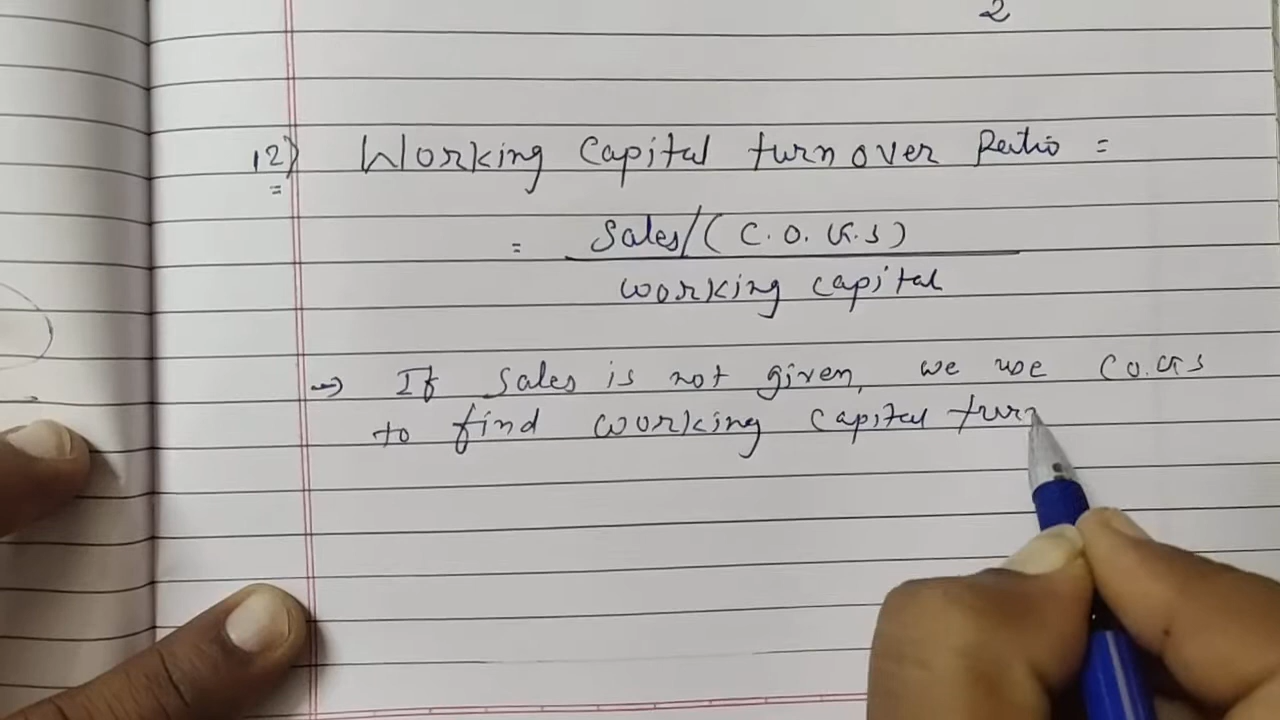 2
12) Working Capital turnover Ratio =
= Sales/(C.O.G.S)
working capital
→ If Sales is not given, we use C.O.G.S
to find working capital turn